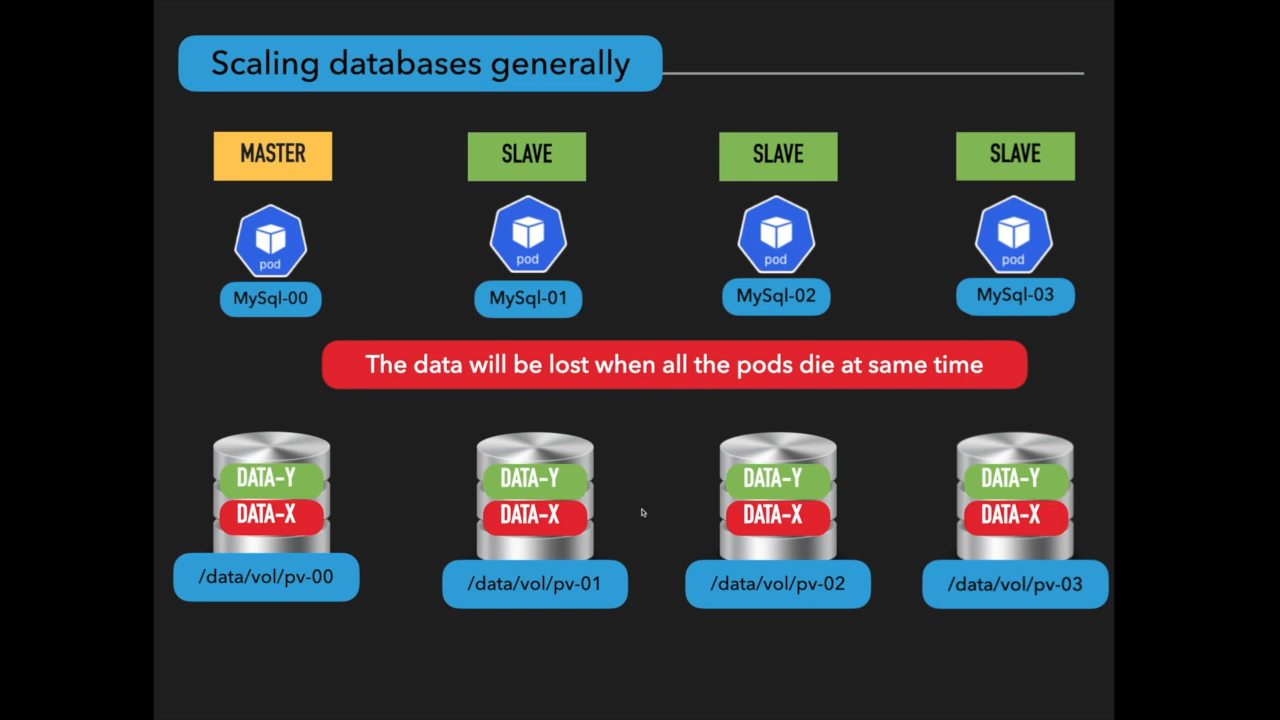 Scaling databases generally
MASTER
SLAVE
SLAVE
SLAVE
pod
pod
pod
pod
MySql-00
MySql-01
MySql-02
MySql-03
The data will be lost when all the pods die at same time
DATA-Y
DATA-Y
DATA-Y
DATA-Y
DATA-X
DATA-X
DATA-X
DATA-X
/data/vol/pv-00
/data/vol/pv-01
/data/vol/pv-02
/data/vol/pv-03